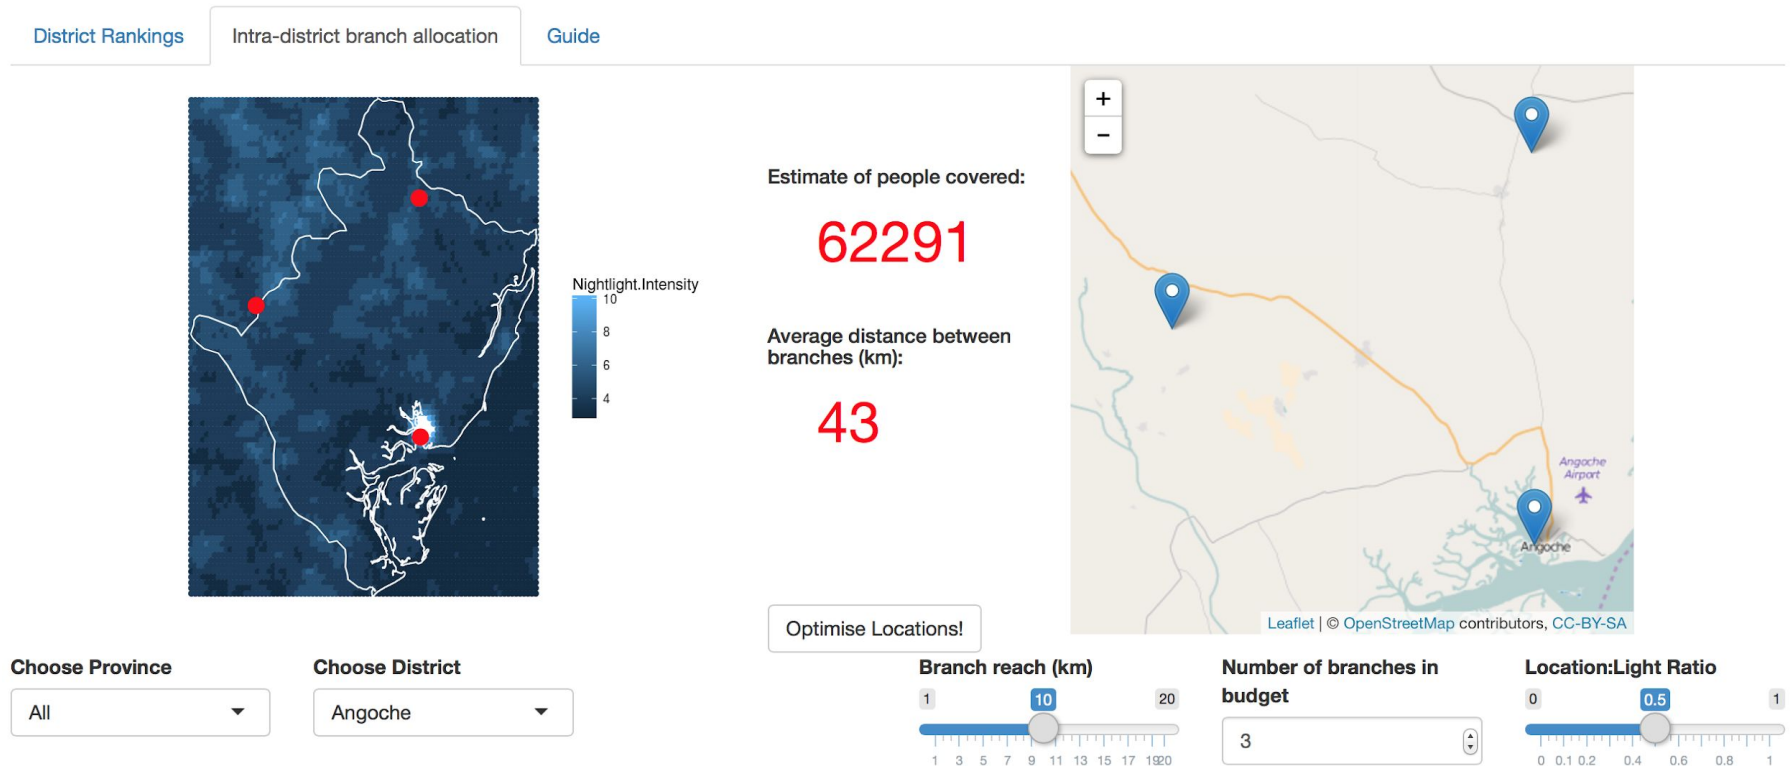 District Rankings
Intra-district branch allocation
Guide
Nightlight.Intensity
10
8
6
4
Estimate of people covered:
62291
Average distance between
branches (km):
43
Optimise Locations!
+
−
Angoche
Airport
Angoche
Leaflet | © OpenStreetMap contributors, CC-BY-SA
Choose Province
All
Choose District
Angoche
Branch reach (km)
1 10 20
1 3 5 7 9 11 13 15 17 19 20
Number of branches in
budget
3
Location:Light Ratio
0 0.5 1
0 0.1 0.2 0.4 0.6 0.8 1